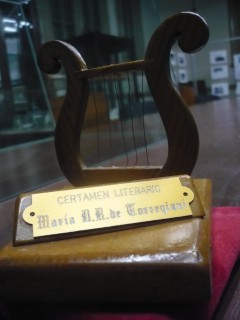 CERTAMEN LITERARIO
María D.R.de Torregiani